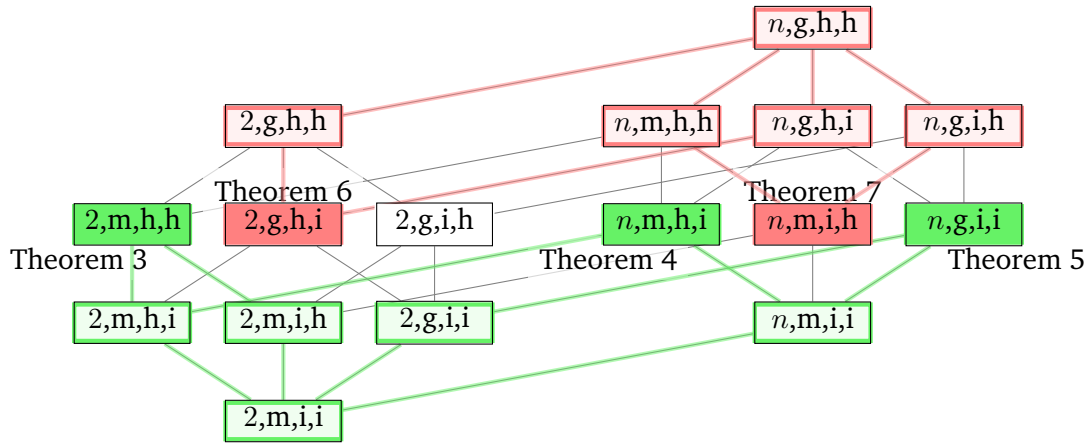 n,g,h,h
2,g,h,h n,m,h,h n,g,h,i n,g,i,h
Theorem 6 Theorem 7
2,m,h,h 2,g,h,i 2,g,i,h n,m,h,i n,m,i,h n,g,i,i
Theorem 3 Theorem 4 Theorem 5
2,m,h,i 2,m,i,h 2,g,i,i n,m,i,i
2,m,i,i